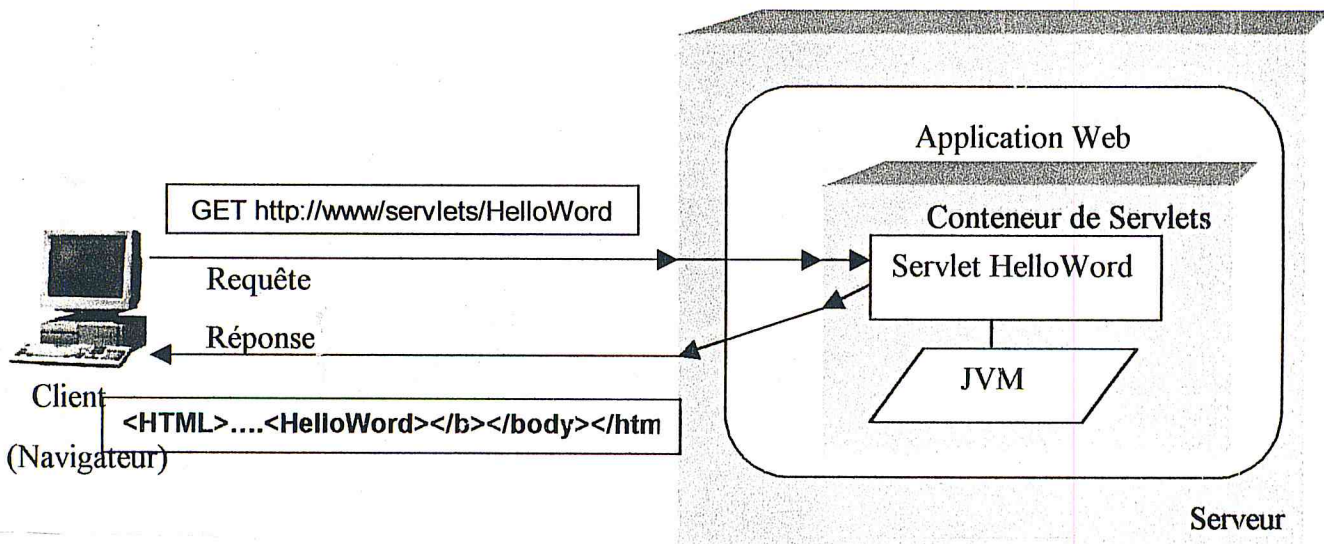 Application Web
GET http://www/servlets/HelloWord
Conteneur de Servlets
Servlet HelloWord
Requête
Réponse
JVM
Client
<HTML>....<HelloWord></b></body></htm
(Navigateur)
Serveur